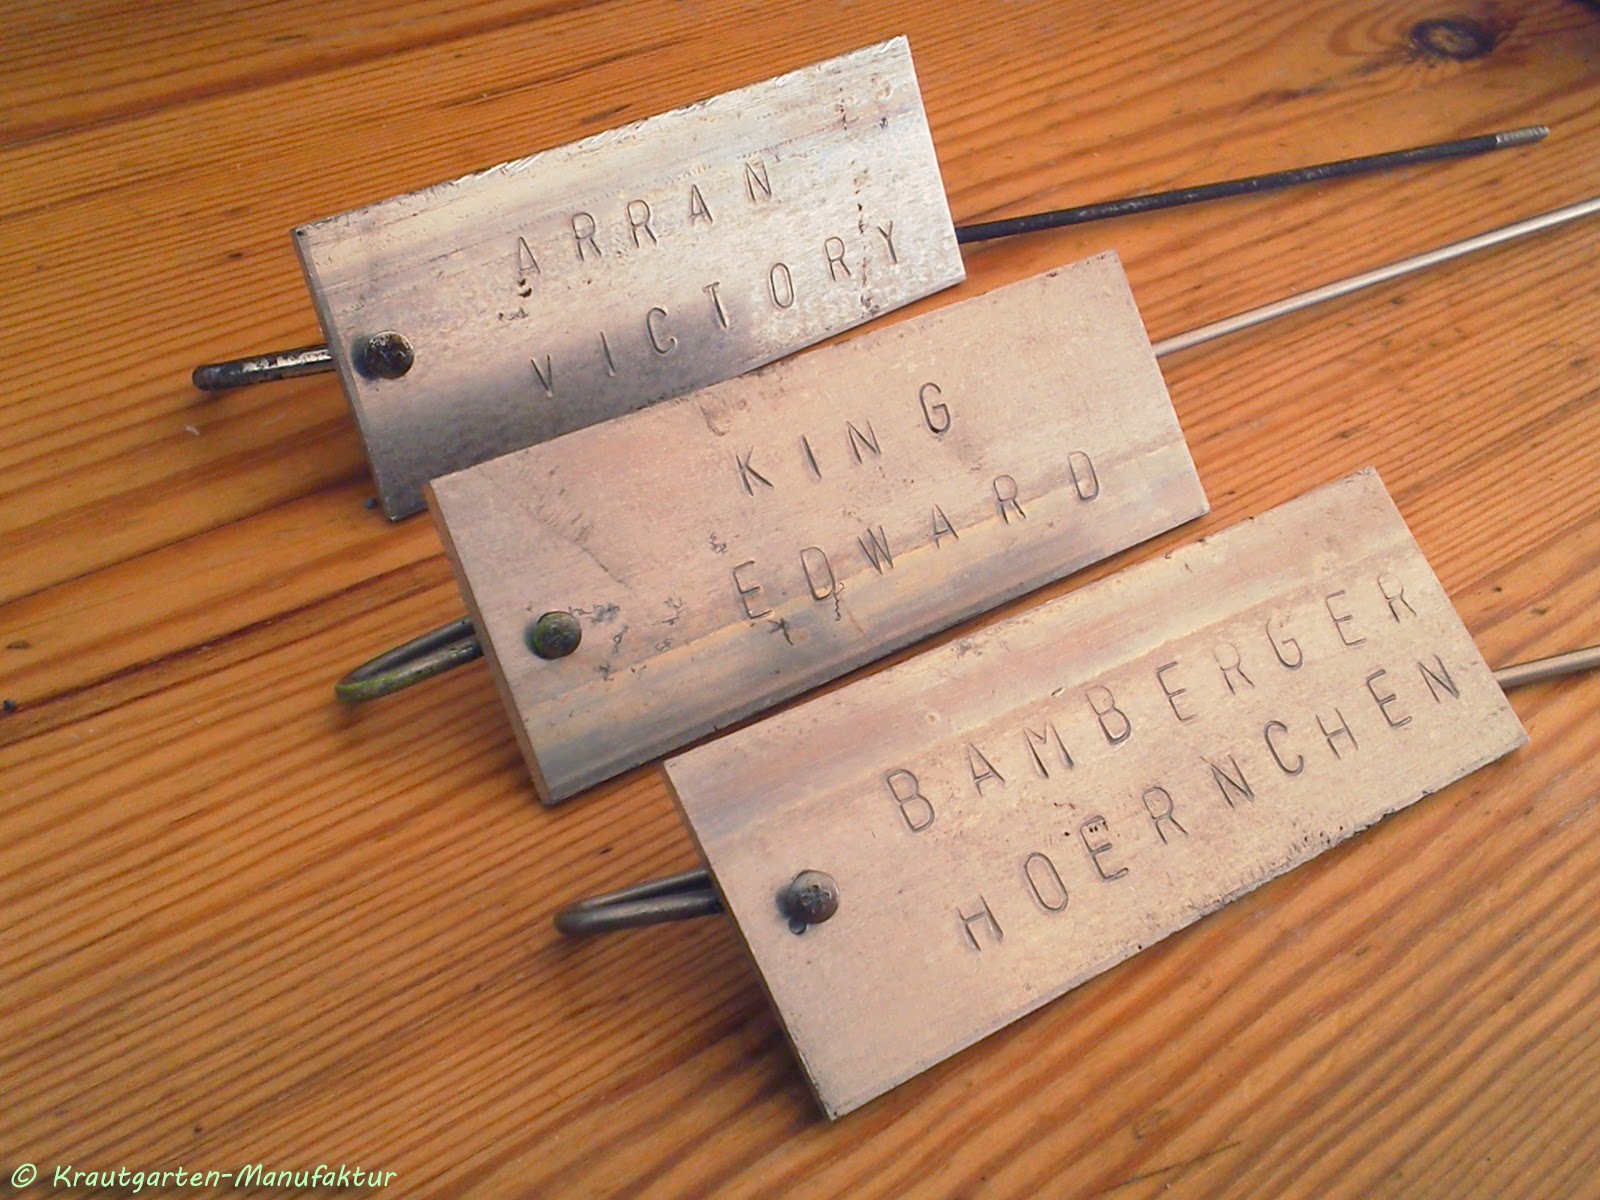 ARRAN
VICTORY
KING
EDWARD
BAMBERGER
HOERNCHEN
© Krautgarten-Manufaktur